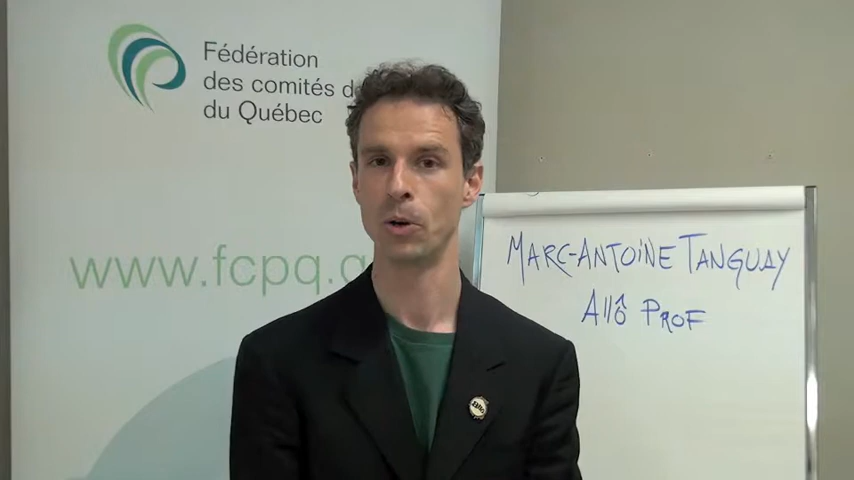 Fédération
des comités d
du Québec
www.fcpq.q
MARC-ANTOINE TANGUAY
Allô PROF